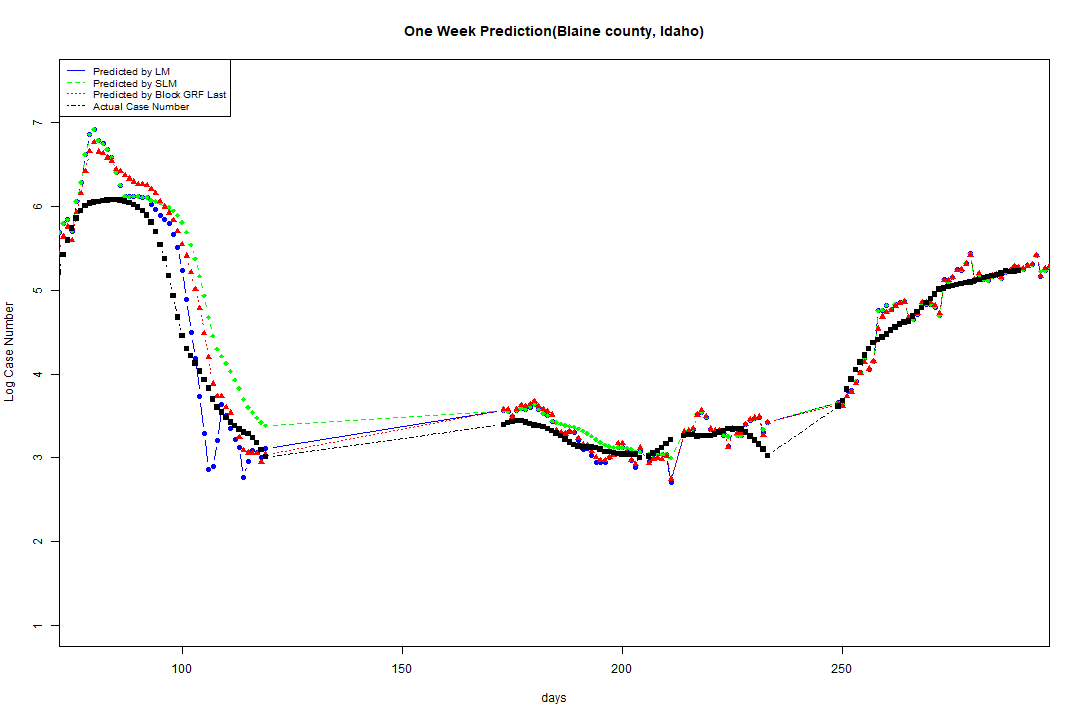 One Week Prediction(Blaine county, Idaho)
Predicted by LM
Predicted by SLM
Predicted by Block GRF Last
Actual Case Number
7
6
5
4
3
2
1
Log Case Number
100 150 200 250
days